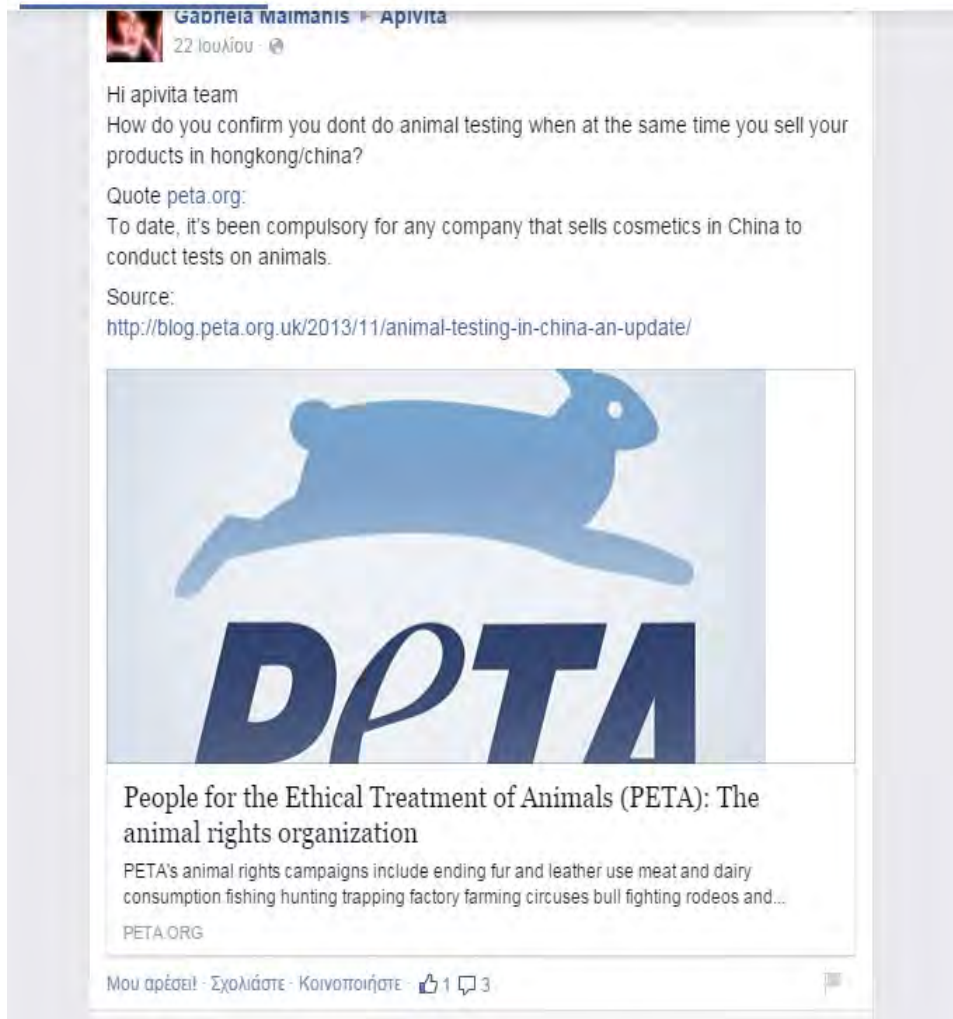 Gabriela Maimanis ▸ Apivita
22 Ιουλίου ·
Hi apivita team
How do you confirm you dont do animal testing when at the same time you sell your
products in hongkong/china?
Quote peta.org:
To date, it's been compulsory for any company that sells cosmetics in China to
conduct tests on animals.
Source:
http://blog.peta.org.uk/2013/11/animal-testing-in-china-an-update/
PeTA
People for the Ethical Treatment of Animals (PETA): The
animal rights organization
PETA's animal rights campaigns include ending fur and leather use meat and dairy
consumption fishing hunting trapping factory farming circuses bull fighting rodeos and...
PETA.ORG
Μου αρέσει! · Σχολιάστε · Κοινοποιήστε · 1 3